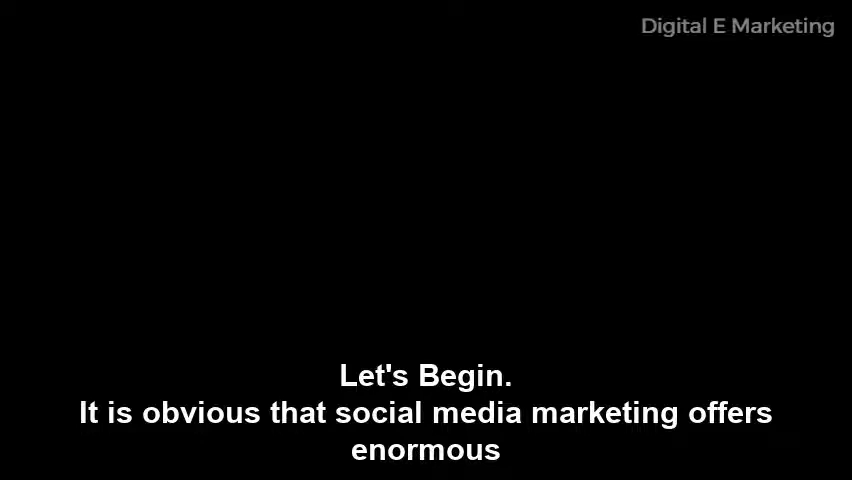 Digital E Marketing
Let's Begin.
It is obvious that social media marketing offers
enormous